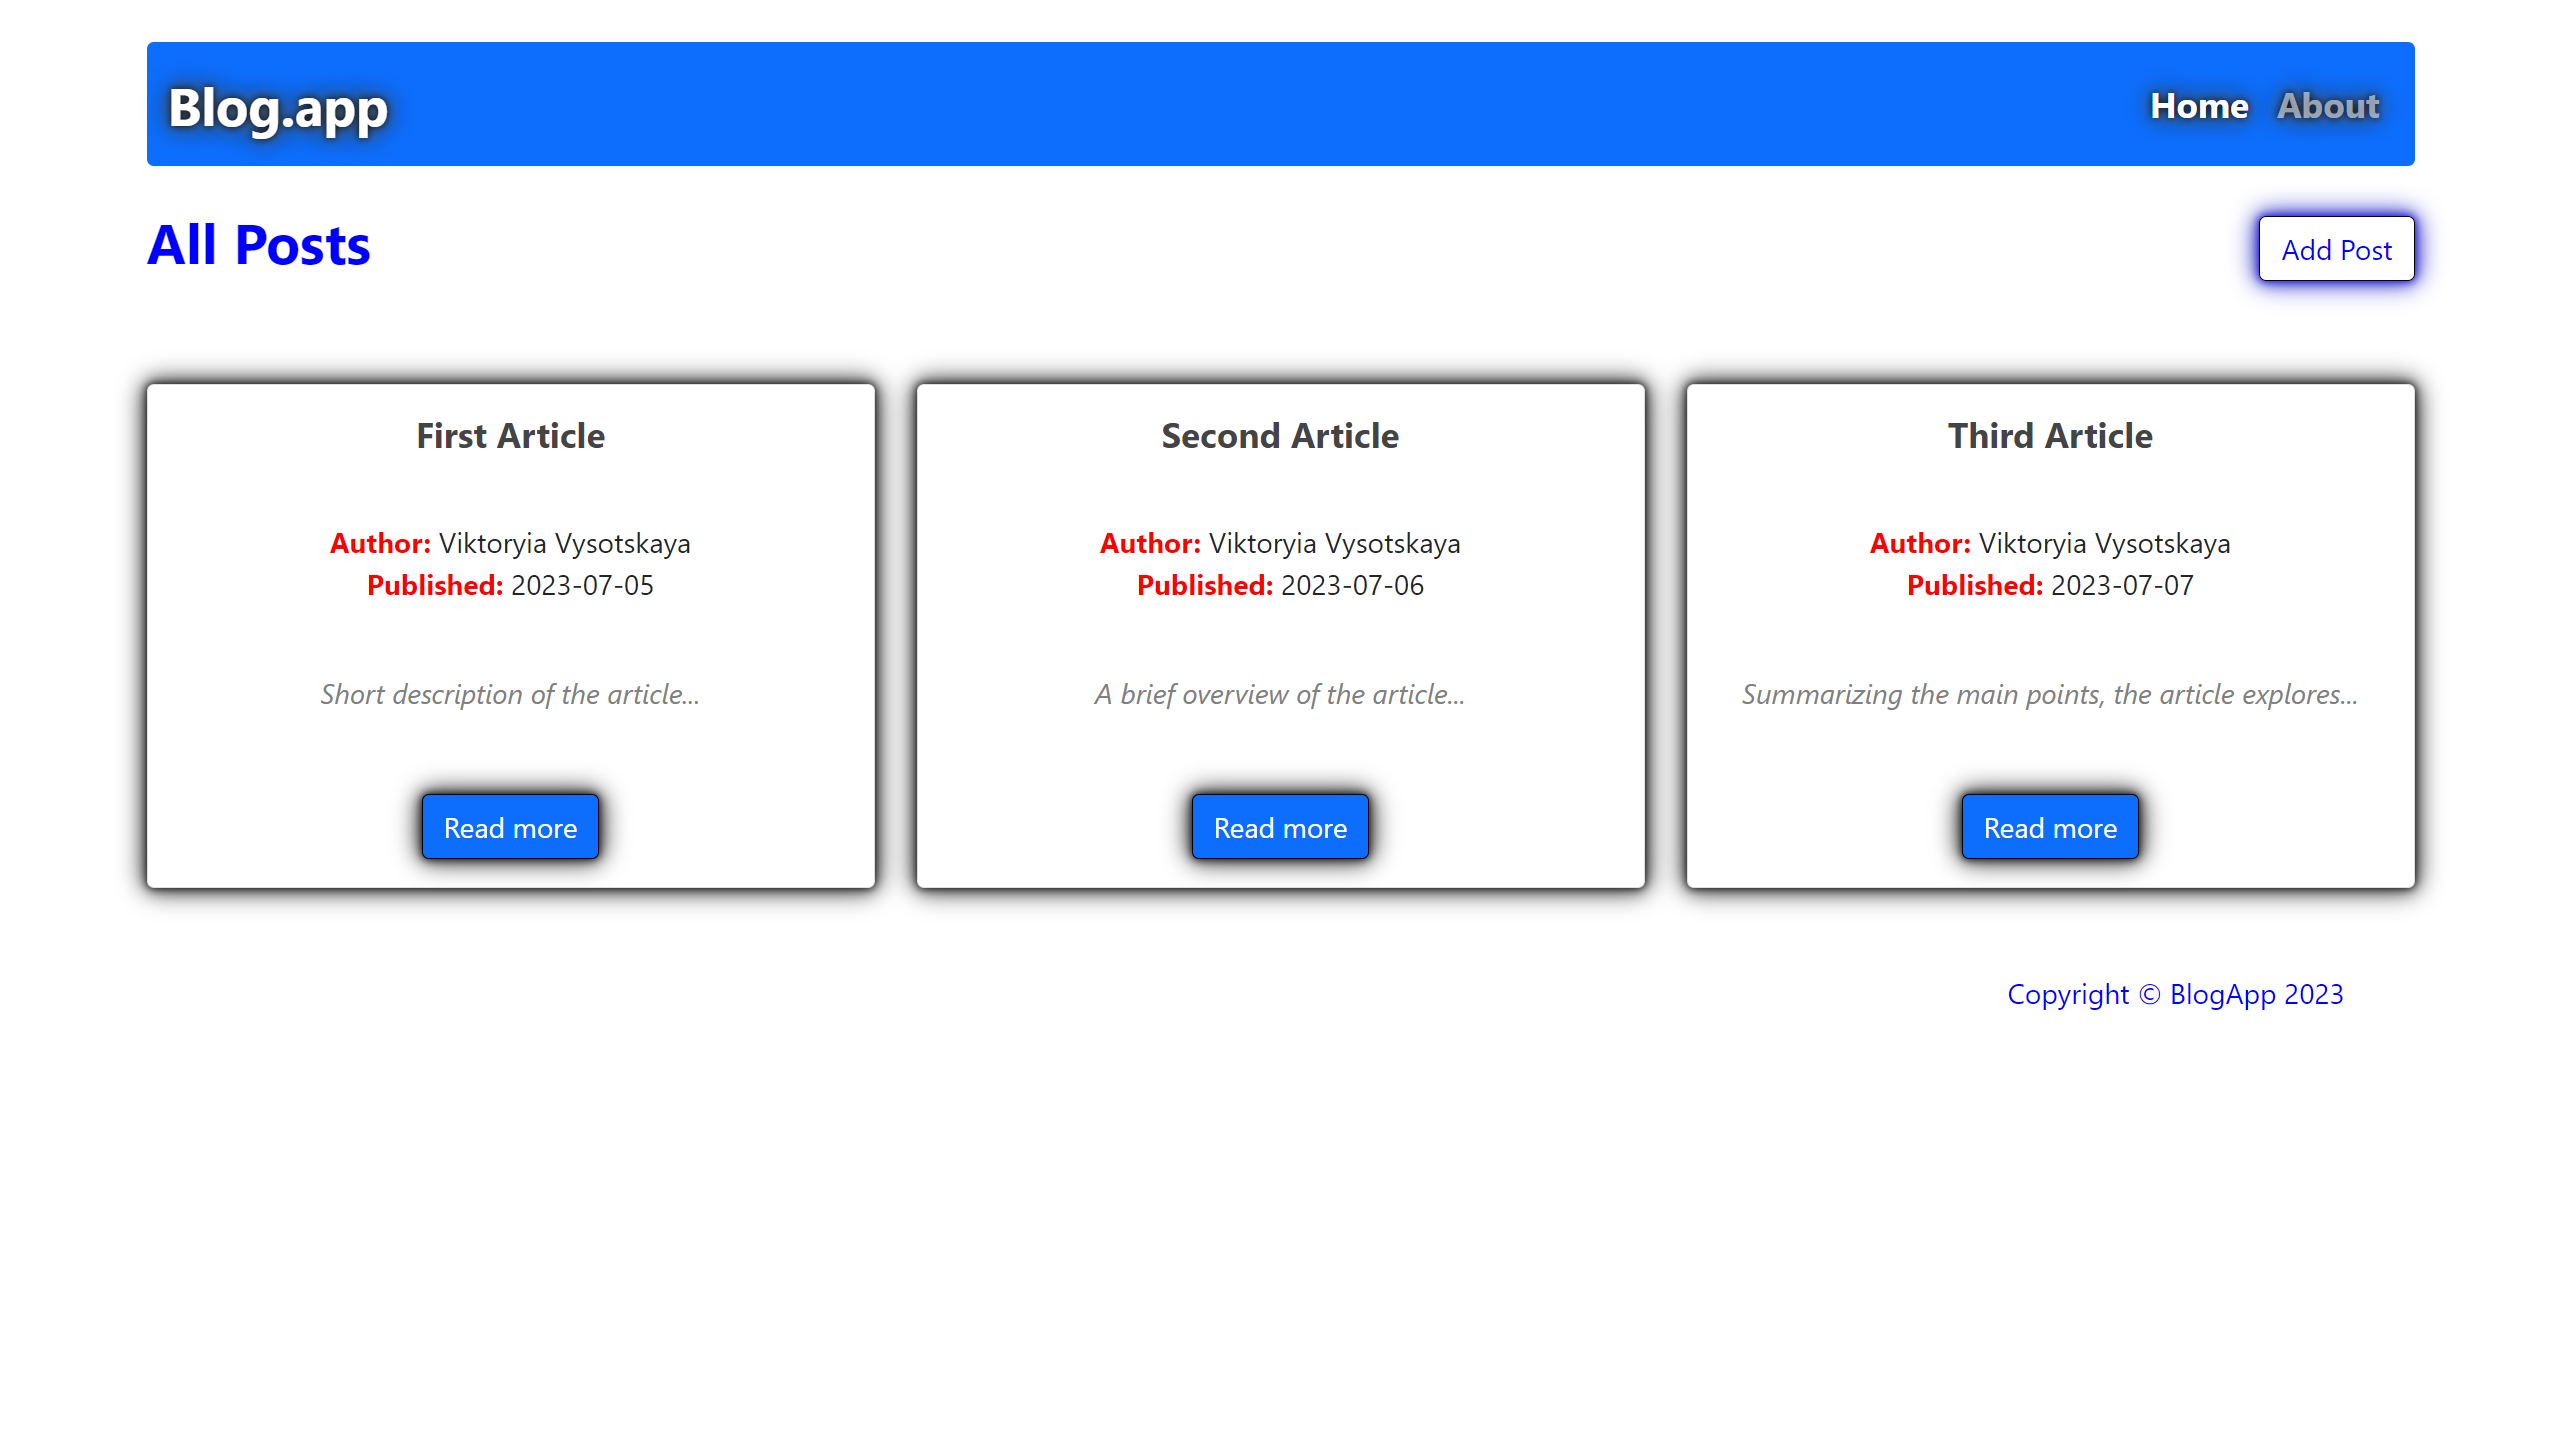 Blog.app
Home About
All Posts
Add Post
First Article
Author: Viktoryia Vysotskaya
Published: 2023-07-05
Short description of the article...
Read more
Second Article
Author: Viktoryia Vysotskaya
Published: 2023-07-06
A brief overview of the article...
Read more
Third Article
Author: Viktoryia Vysotskaya
Published: 2023-07-07
Summarizing the main points, the article explores...
Read more
Copyright © BlogApp 2023